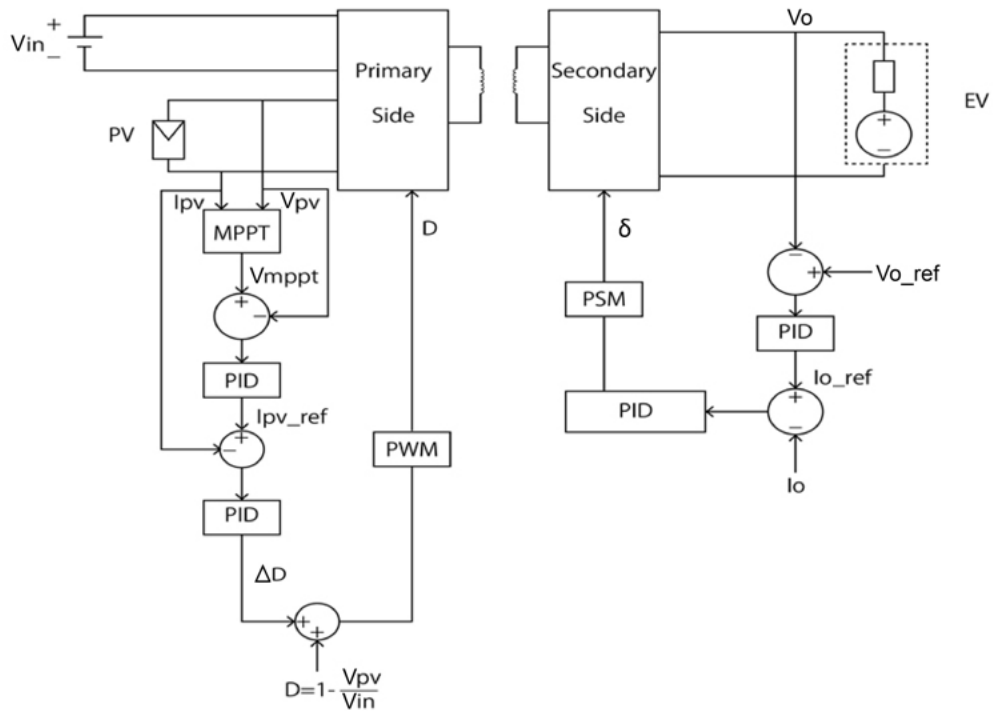 +
Vin_
Primary
Side
Secondary
Side
Vo
+
−
EV
PV
Ipv
Vpv
MPPT
Vmppt
+
−
PID
Ipv_ref
+
−
PID
ΔD
+
+
D=1-Vpv/Vin
PWM
D
δ
PSM
PID
−
+
Vo_ref
PID
Io_ref
+
−
Io